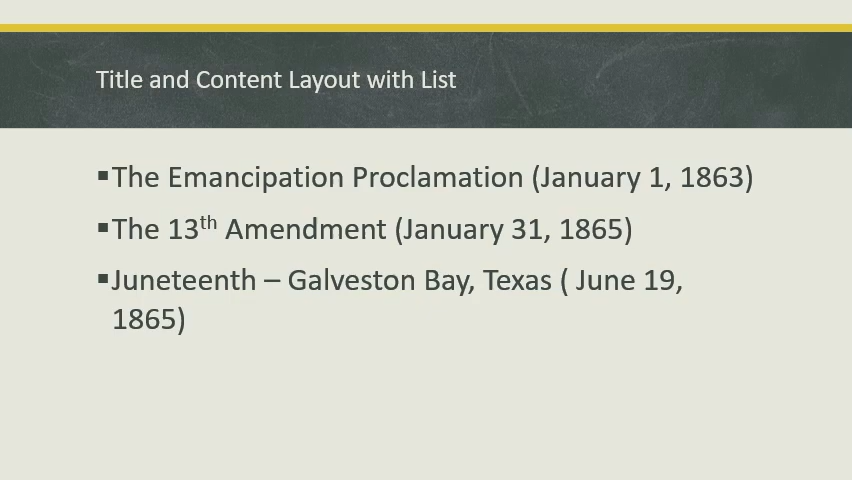 Title and Content Layout with List
▪The Emancipation Proclamation (January 1, 1863)
▪The 13th Amendment (January 31, 1865)
▪Juneteenth – Galveston Bay, Texas ( June 19,
1865)